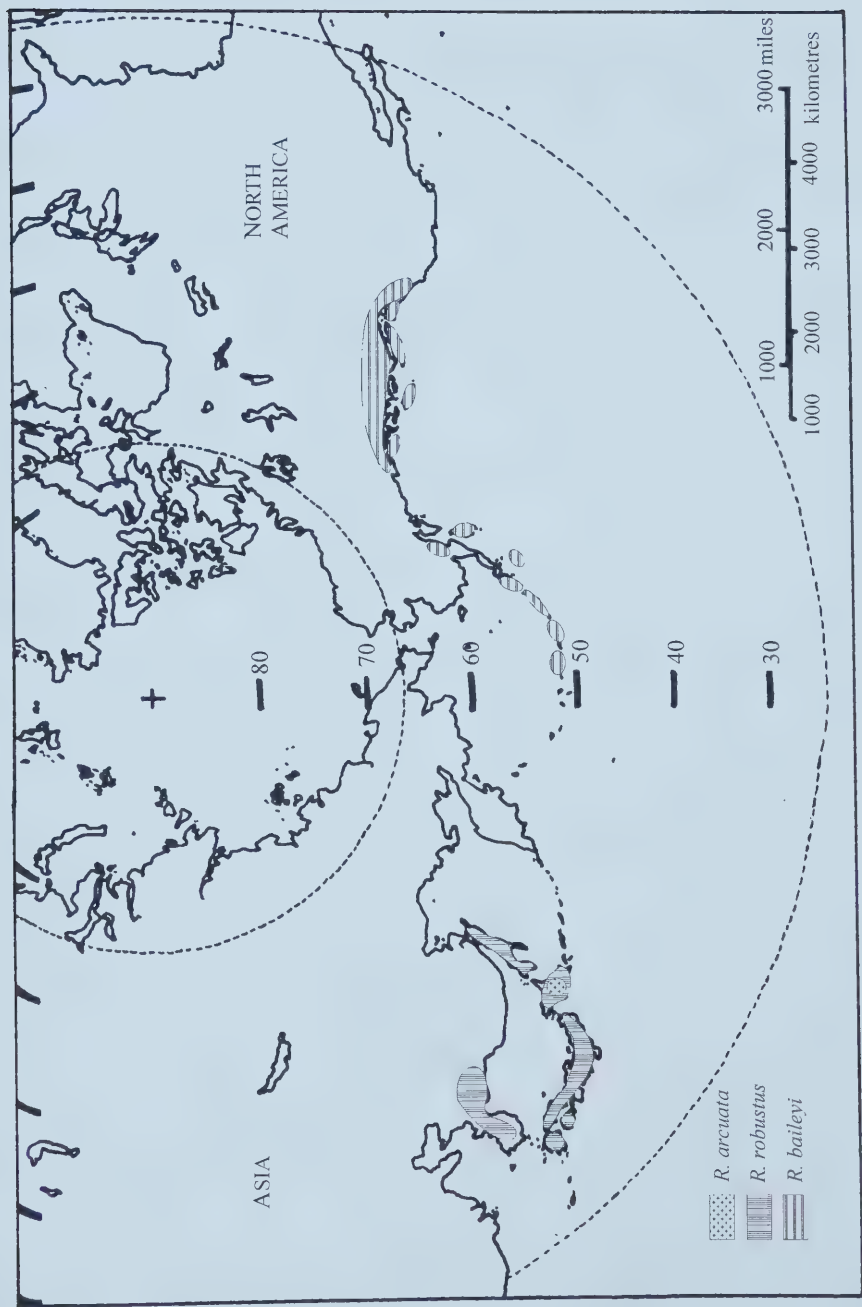 NORTH
AMERICA
ASIA
80
70
60
50
40
30
R. arcuata
R. robustus
R. baileyi
1000 2000 3000 miles
1000 2000 3000 4000 kilometres